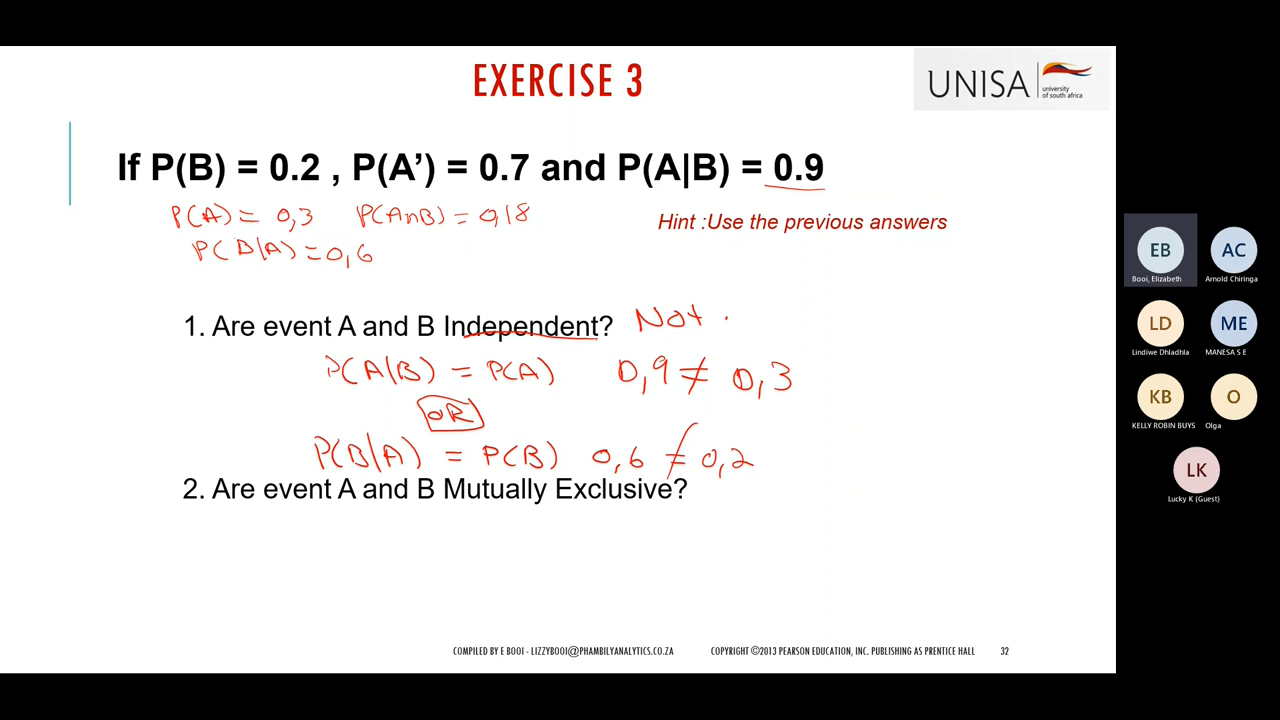 EXERCISE 3
UNISA university of south africa
If P(B) = 0.2 , P(A’) = 0.7 and P(A|B) = 0.9
P(A) = 0,3 P(A∩B) = 0,18
Hint :Use the previous answers
P(B|A) = 0,6
1. Are event A and B Independent? Not
P(A|B) = P(A) 0,9 ≠ 0,3
OR
P(B|A) = P(B) 0,6 ≠ 0,2
2. Are event A and B Mutually Exclusive?
COMPILED BY E BOOI - LIZZYBOOI@PHAMBILYANALYTICS.CO.ZA COPYRIGHT ©2013 PEARSON EDUCATION, INC. PUBLISHING AS PRENTICE HALL 32
EB AC
Booi, Elizabeth Arnold Chiringa
LD ME
Lindiwe Dhladhla MANESA S E
KB O
KELLY ROBIN BUYS Olga
LK
Lucky K (Guest)